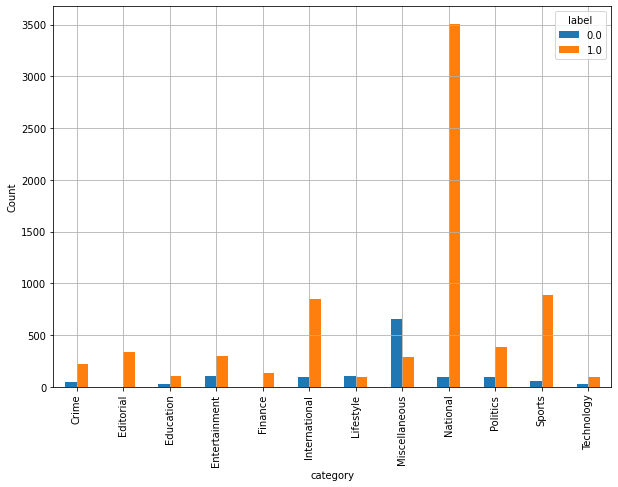 label
0.0
1.0
3500
3000
2500
2000
1500
1000
500
0
Count
Crime
Editorial
Education
Entertainment
Finance
International
Lifestyle
Miscellaneous
National
Politics
Sports
Technology
category